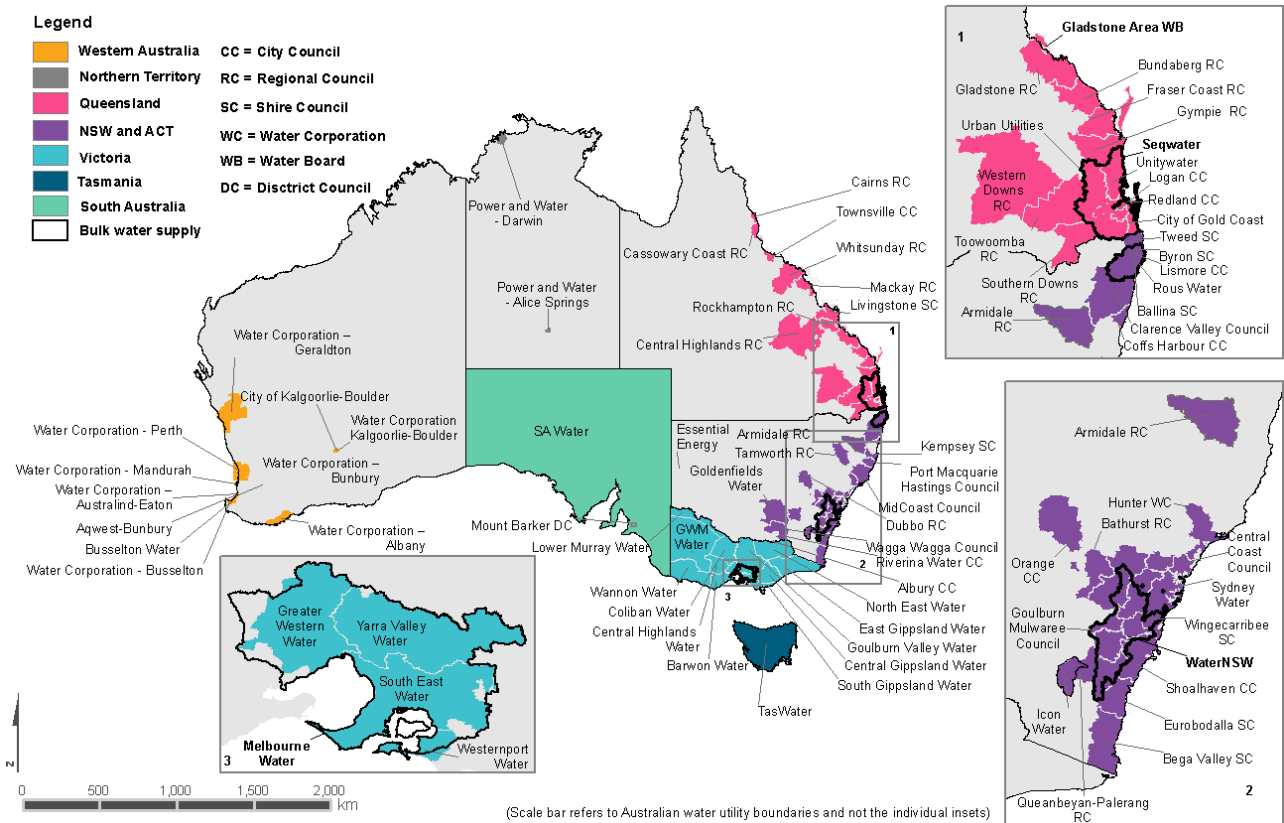 Legend
Western Australia
Northern Territory
Queensland
NSW and ACT
Victoria
Tasmania
South Australia
Bulk water supply
CC = City Council
RC = Regional Council
SC = Shire Council
WC = Water Corporation
WB = Water Board
DC = Disctrict Council
Power and Water
- Darwin
Power and Water
- Alice Springs
Water Corporation –
Geraldton
City of Kalgoorlie-Boulder
Water Corporation
Kalgoorlie-Boulder
Water Corporation - Perth
Water Corporation –
Bunbury
Water Corporation - Mandurah
Water Corporation –
Australind-Eaton
Aqwest-Bunbury
Busselton Water
Water Corporation - Busselton
Water Corporation –
Albany
SA Water
Mount Barker DC
Lower Murray Water
Cairns RC
Townsville CC
Cassowary Coast RC
Whitsunday RC
Mackay RC
Livingstone SC
Rockhampton RC
Central Highlands RC
1
Essential
Energy
Armidale RC
Tamworth RC
Goldenfields
Water
Kempsey SC
Port Macquarie
Hastings Council
MidCoast Council
Dubbo RC
Wagga Wagga Council
Riverina Water CC
2
Albury CC
GWM
Water
3
Wannon Water
Coliban Water
Central Highlands
Water
Barwon Water
North East Water
East Gippsland Water
Goulburn Valley Water
Central Gippsland Water
South Gippsland Water
TasWater
1
Gladstone Area WB
Gladstone RC
Bundaberg RC
Fraser Coast RC
Gympie RC
Urban Utilities
Seqwater
Unitywater
Logan CC
Western
Downs
RC
Redland CC
City of Gold Coast
Tweed SC
Toowoomba
RC
Byron SC
Lismore CC
Rous Water
Southern Downs
RC
Armidale
RC
Ballina SC
Clarence Valley Council
Coffs Harbour CC
Armidale RC
Hunter WC
Bathurst RC
Orange
CC
Central
Coast
Council
Sydney
Water
Goulburn
Mulwaree
Council
Wingecarribee
SC
WaterNSW
Shoalhaven CC
Icon
Water
Eurobodalla SC
Bega Valley SC
Queanbeyan-Palerang
RC
2
Greater
Western
Water
Yarra Valley
Water
South East
Water
Melbourne
Water
Westernport
Water
3
N
0 500 1,000 1,500 2,000
km
(Scale bar refers to Australian water utility boundaries and not the individual insets)